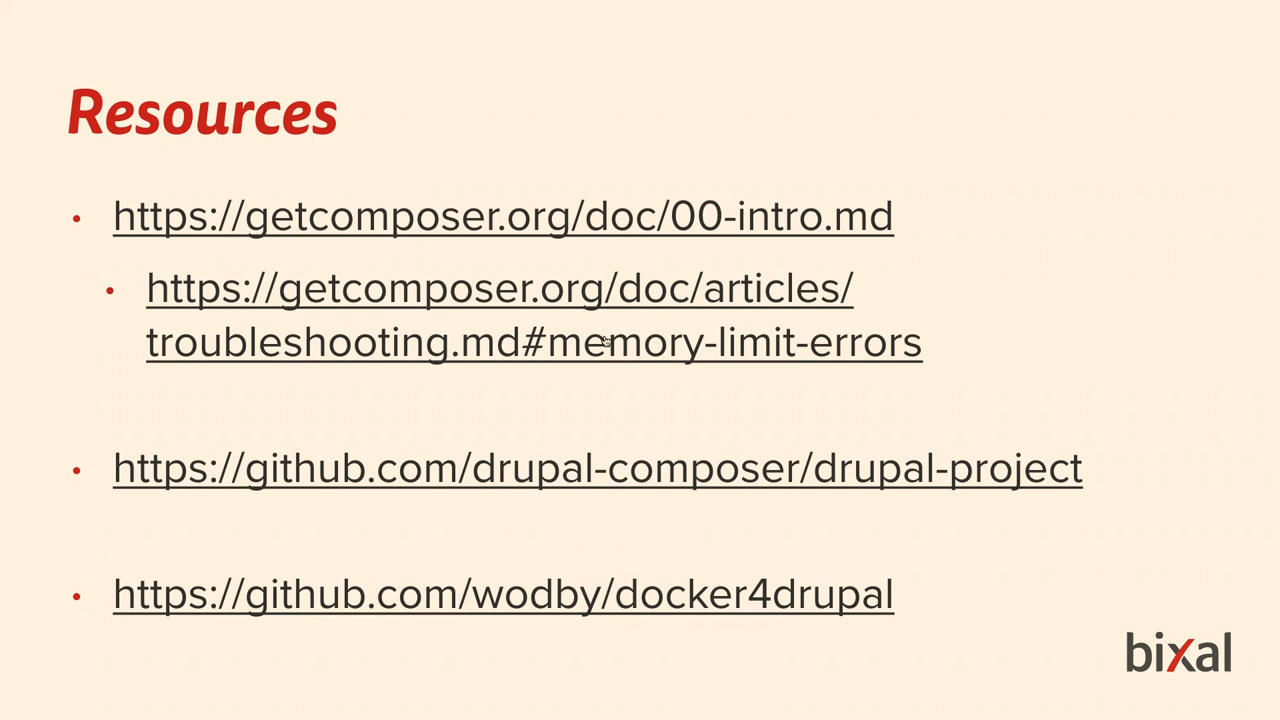 Resources
• https://getcomposer.org/doc/00-intro.md
• https://getcomposer.org/doc/articles/
troubleshooting.md#memory-limit-errors
• https://github.com/drupal-composer/drupal-project
• https://github.com/wodby/docker4drupal
bixal